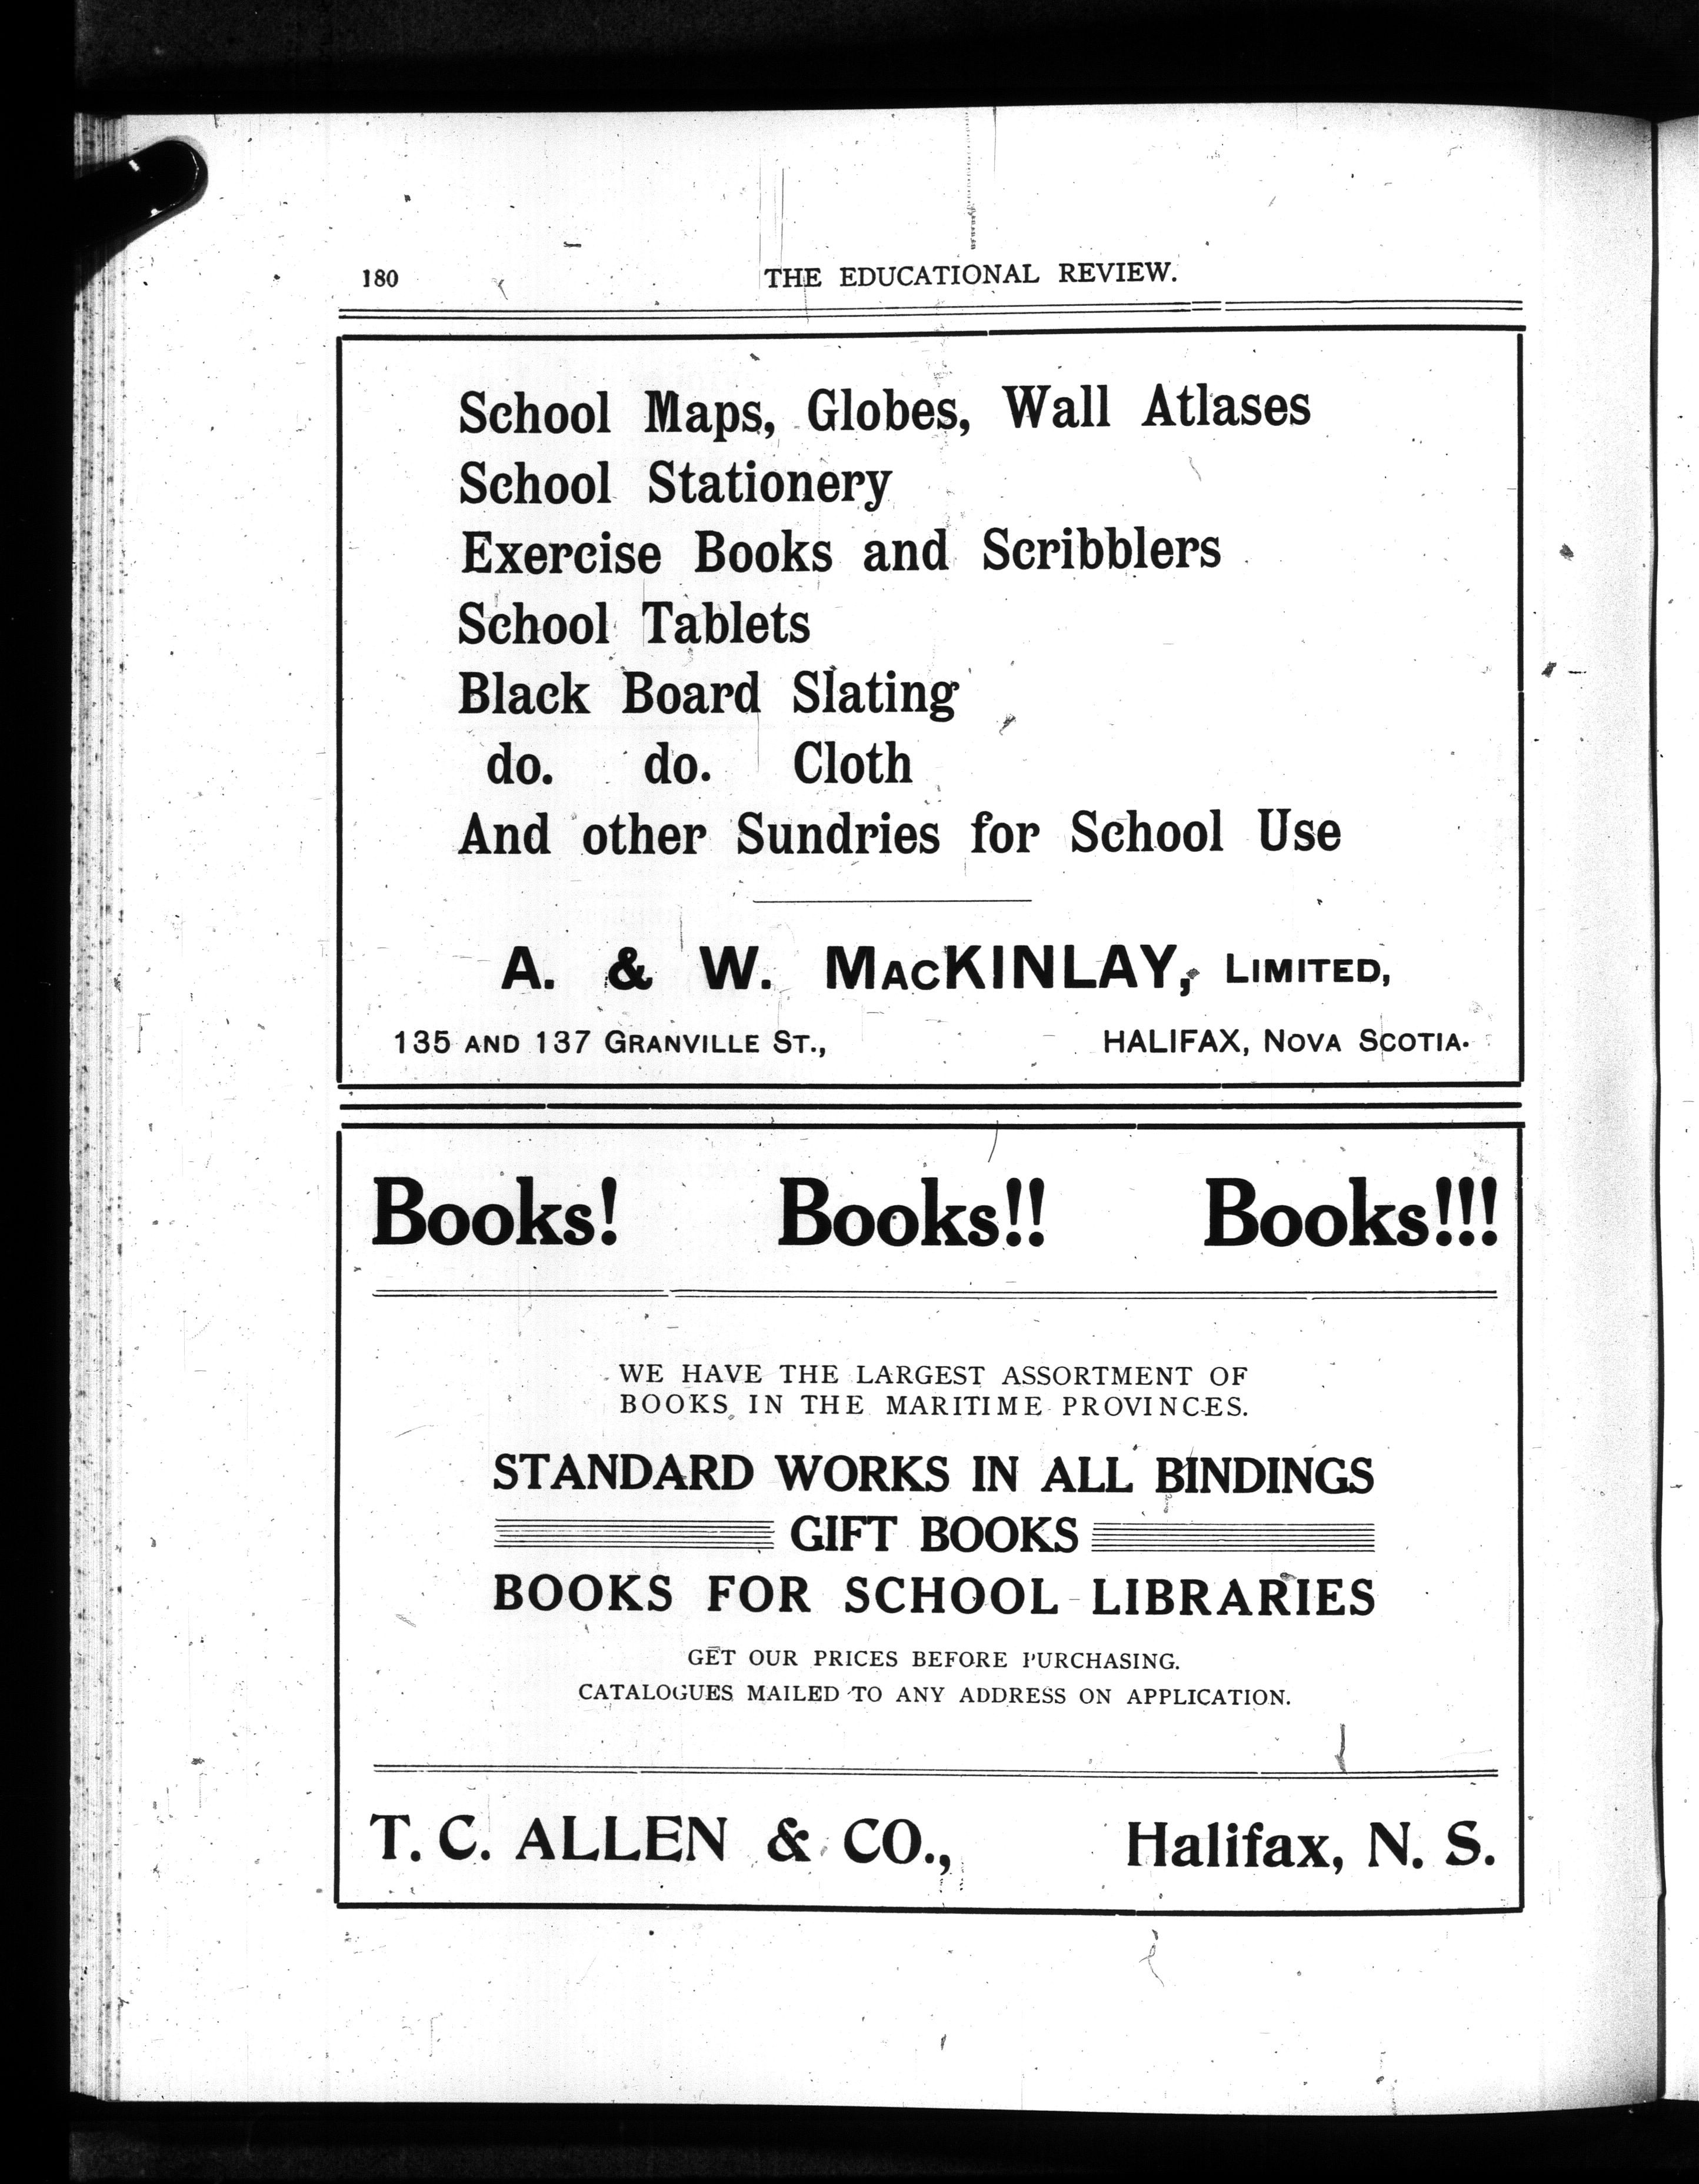 180 THE EDUCATIONAL REVIEW.
School Maps, Globes, Wall Atlases
School Stationery
Exercise Books and Scribblers
School Tablets
Black Board Slating
do. do. Cloth
And other Sundries for School Use
A. & W. MACKINLAY, LIMITED,
135 AND 137 GRANVILLE ST., HALIFAX, NOVA SCOTIA.
Books! Books!! Books!!!
WE HAVE THE LARGEST ASSORTMENT OF
BOOKS IN THE MARITIME PROVINCES.
STANDARD WORKS IN ALL BINDINGS
GIFT BOOKS
BOOKS FOR SCHOOL LIBRARIES
GET OUR PRICES BEFORE PURCHASING.
CATALOGUES MAILED TO ANY ADDRESS ON APPLICATION.
T. C. ALLEN & CO., Halifax, N. S.